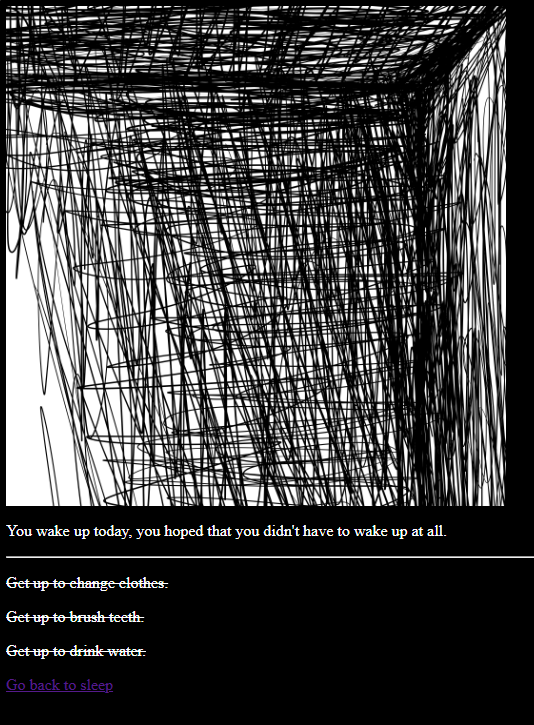 You wake up today, you hoped that you didn't have to wake up at all.
Get up to change clothes.
Get up to brush teeth.
Get up to drink water.
Go back to sleep